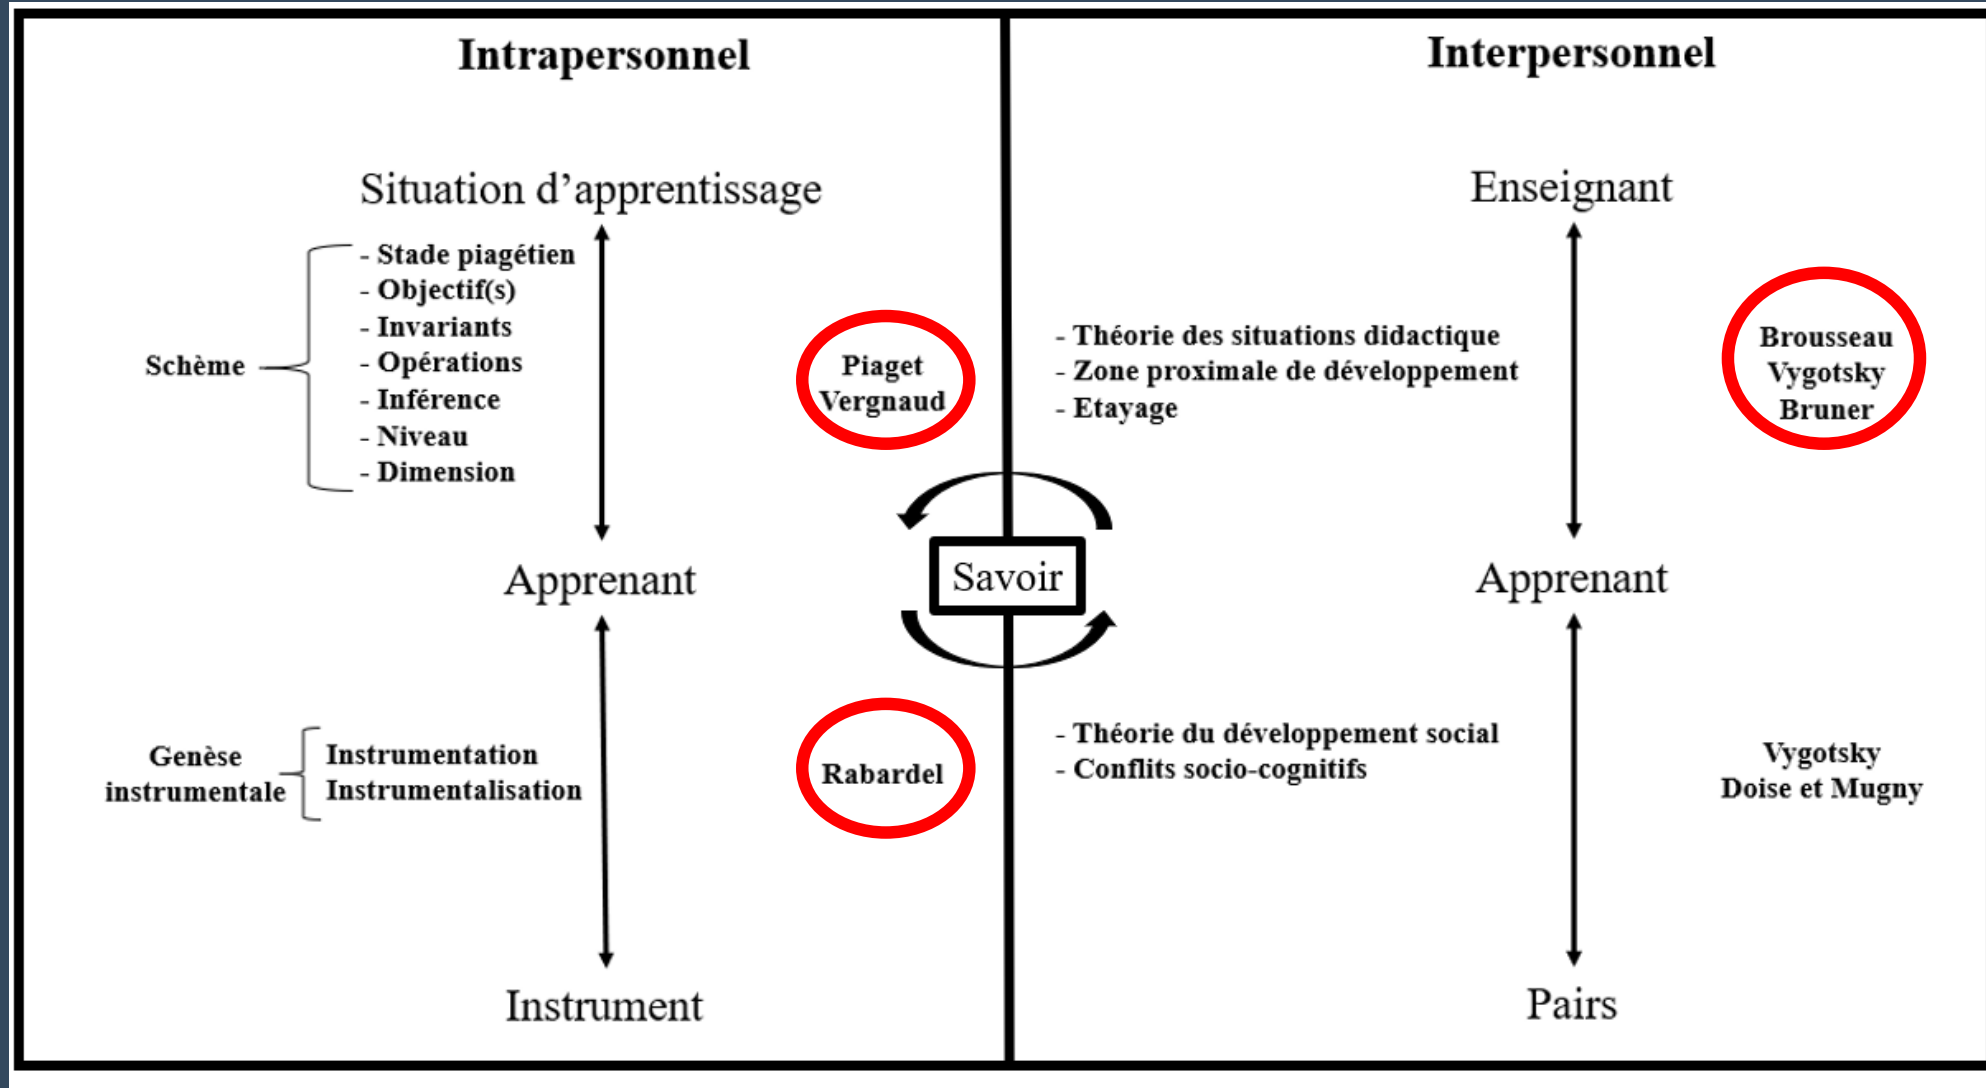 Intrapersonnel
Situation d’apprentissage
Schème
- Stade piagétien
- Objectif(s)
- Invariants
- Opérations
- Inférence
- Niveau
- Dimension
Piaget
Vergnaud
Apprenant
Genèse
instrumentale
Instrumentation
Instrumentalisation
Rabardel
Instrument
Savoir
Interpersonnel
Enseignant
- Théorie des situations didactique
- Zone proximale de développement
- Etayage
Brousseau
Vygotsky
Bruner
Apprenant
- Théorie du développement social
- Conflits socio-cognitifs
Vygotsky
Doise et Mugny
Pairs